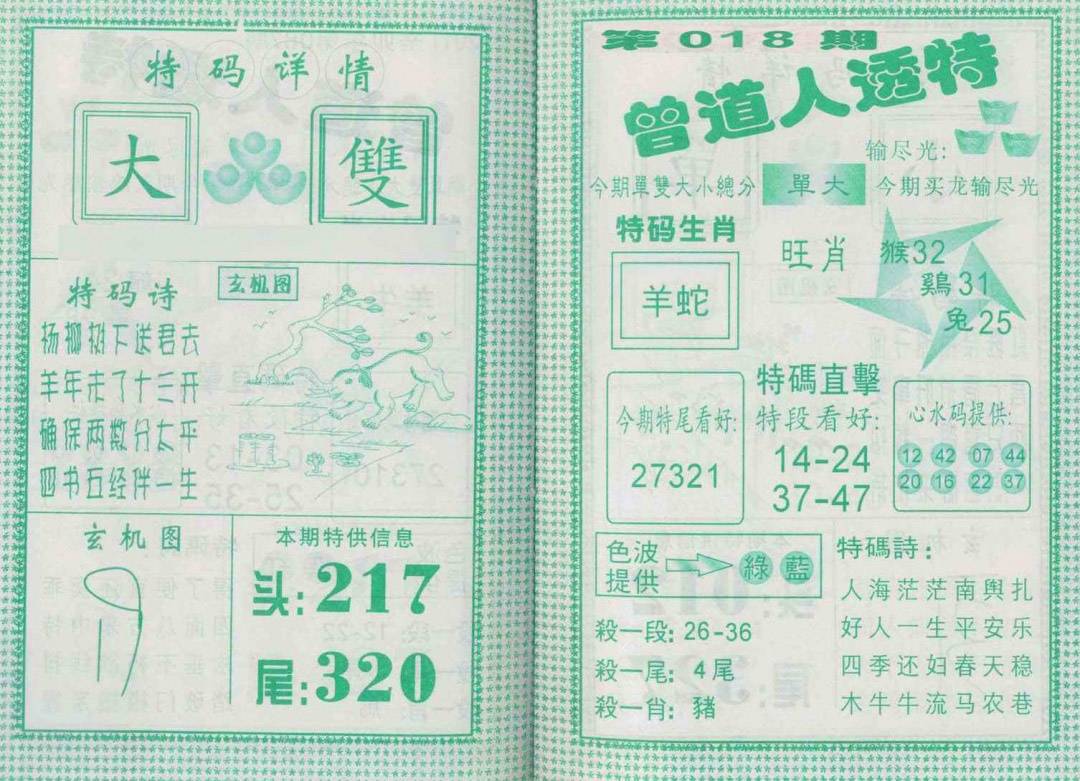 特码详情
大
雙
特码诗
杨柳树下送君去
羊年未了十三开
确保两数分太平
四书五经伴一生
玄机图
玄机图
本期特供信息
头:217
尾:320
第018期
曾道人透特
输尽光:
今期單雙大小總分
單大
今期买龙输尽光
特码生肖
羊蛇
旺肖
猴32
鷄31
兔25
今期特尾看好:
27321
特碼直擊
特段看好:
14-24
37-47
心水码提供:
12 42 07 44
20 16 22 37
色波
提供
綠 藍
殺一段: 26-36
殺一尾: 4尾
殺一肖: 豬
特碼詩:
人海茫茫南舆扎
好人一生平安乐
四季还妇春天稳
木牛牛流马农巷